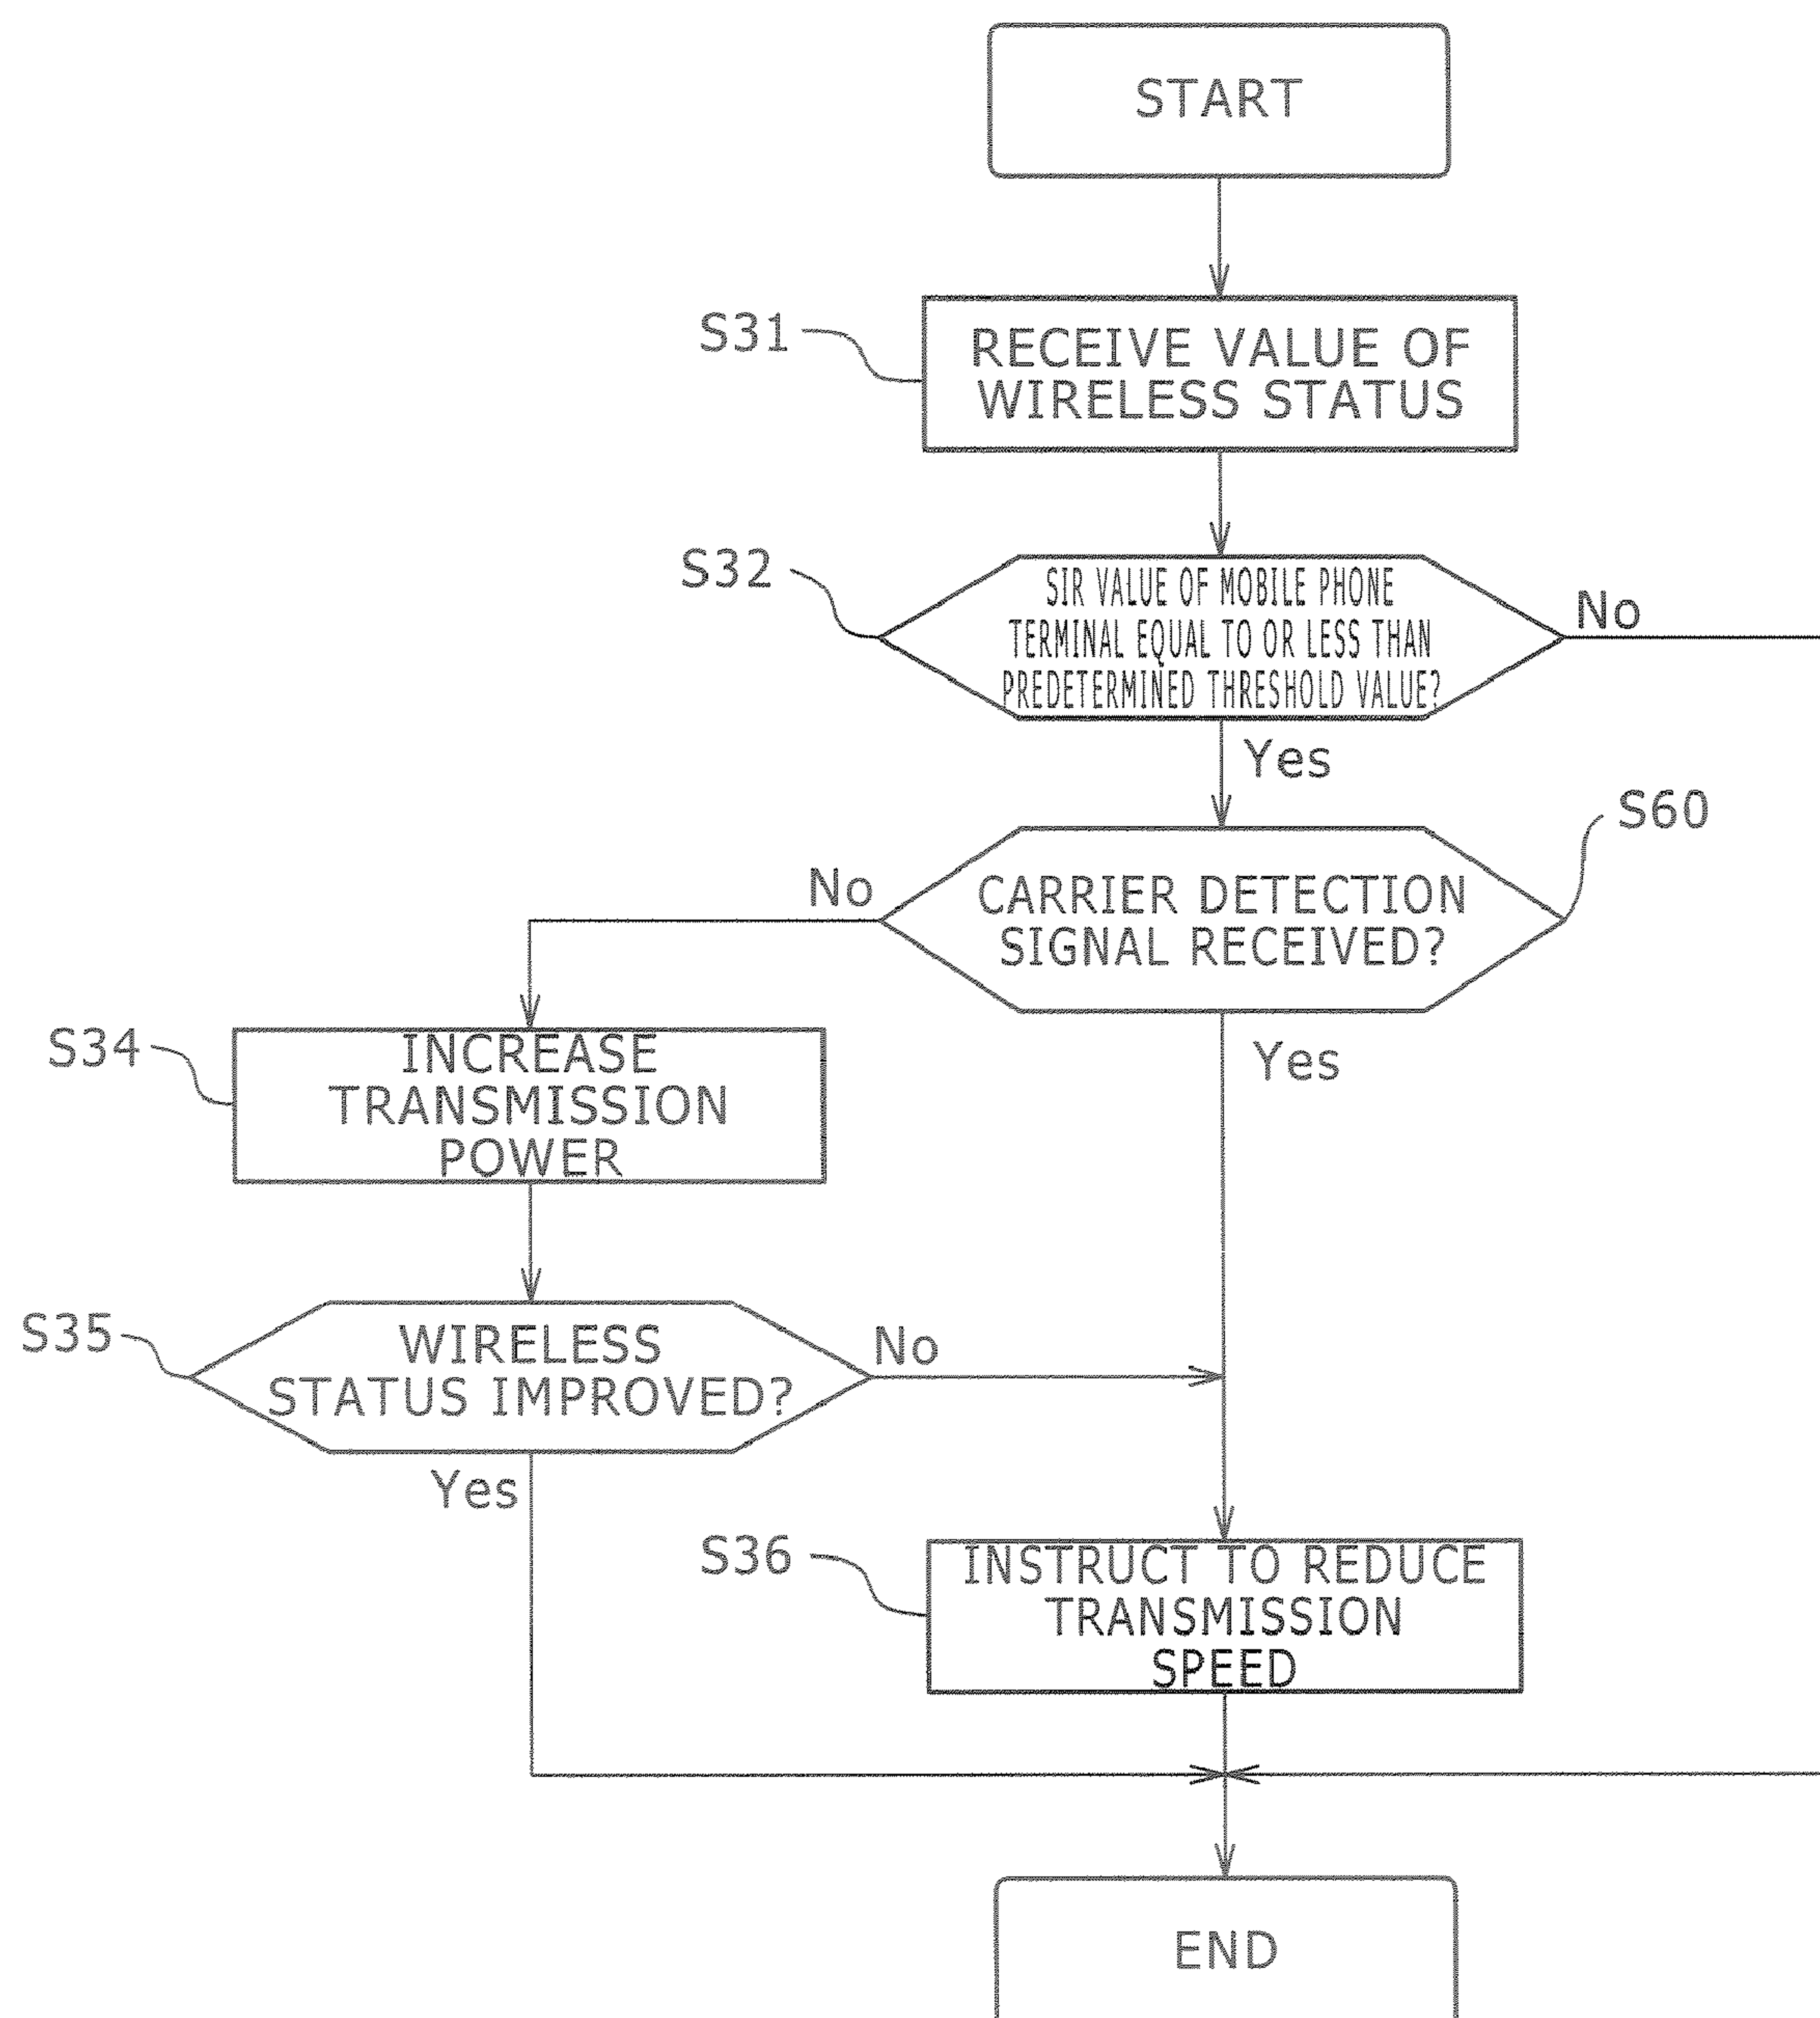 START
S31
RECEIVE VALUE OF
WIRELESS STATUS
S32
SIR VALUE OF MOBILE PHONE
TERMINAL EQUAL TO OR LESS THAN
PREDETERMINED THRESHOLD VALUE?
No
Yes
S60
No
CARRIER DETECTION
SIGNAL RECEIVED?
Yes
S34
INCREASE
TRANSMISSION
POWER
S35
WIRELESS
STATUS IMPROVED?
No
Yes
S36
INSTRUCT TO REDUCE
TRANSMISSION
SPEED
END